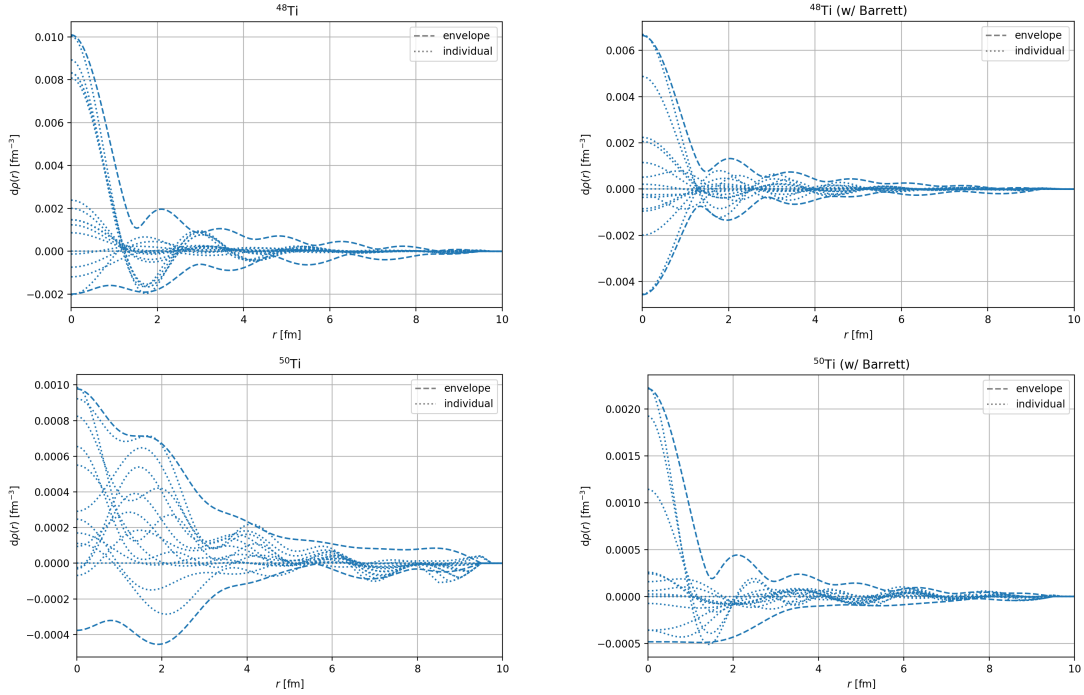 ⁴⁸Ti
dρ(r) [fm⁻³]
0.010
0.008
0.006
0.004
0.002
0.000
−0.002
0 2 4 6 8 10
r [fm]
envelope
individual
⁴⁸Ti (w/ Barrett)
dρ(r) [fm⁻³]
0.006
0.004
0.002
0.000
−0.002
−0.004
0 2 4 6 8 10
r [fm]
envelope
individual
⁵⁰Ti
dρ(r) [fm⁻³]
0.0010
0.0008
0.0006
0.0004
0.0002
0.0000
−0.0002
−0.0004
0 2 4 6 8 10
r [fm]
envelope
individual
⁵⁰Ti (w/ Barrett)
dρ(r) [fm⁻³]
0.0020
0.0015
0.0010
0.0005
0.0000
−0.0005
0 2 4 6 8 10
r [fm]
envelope
individual